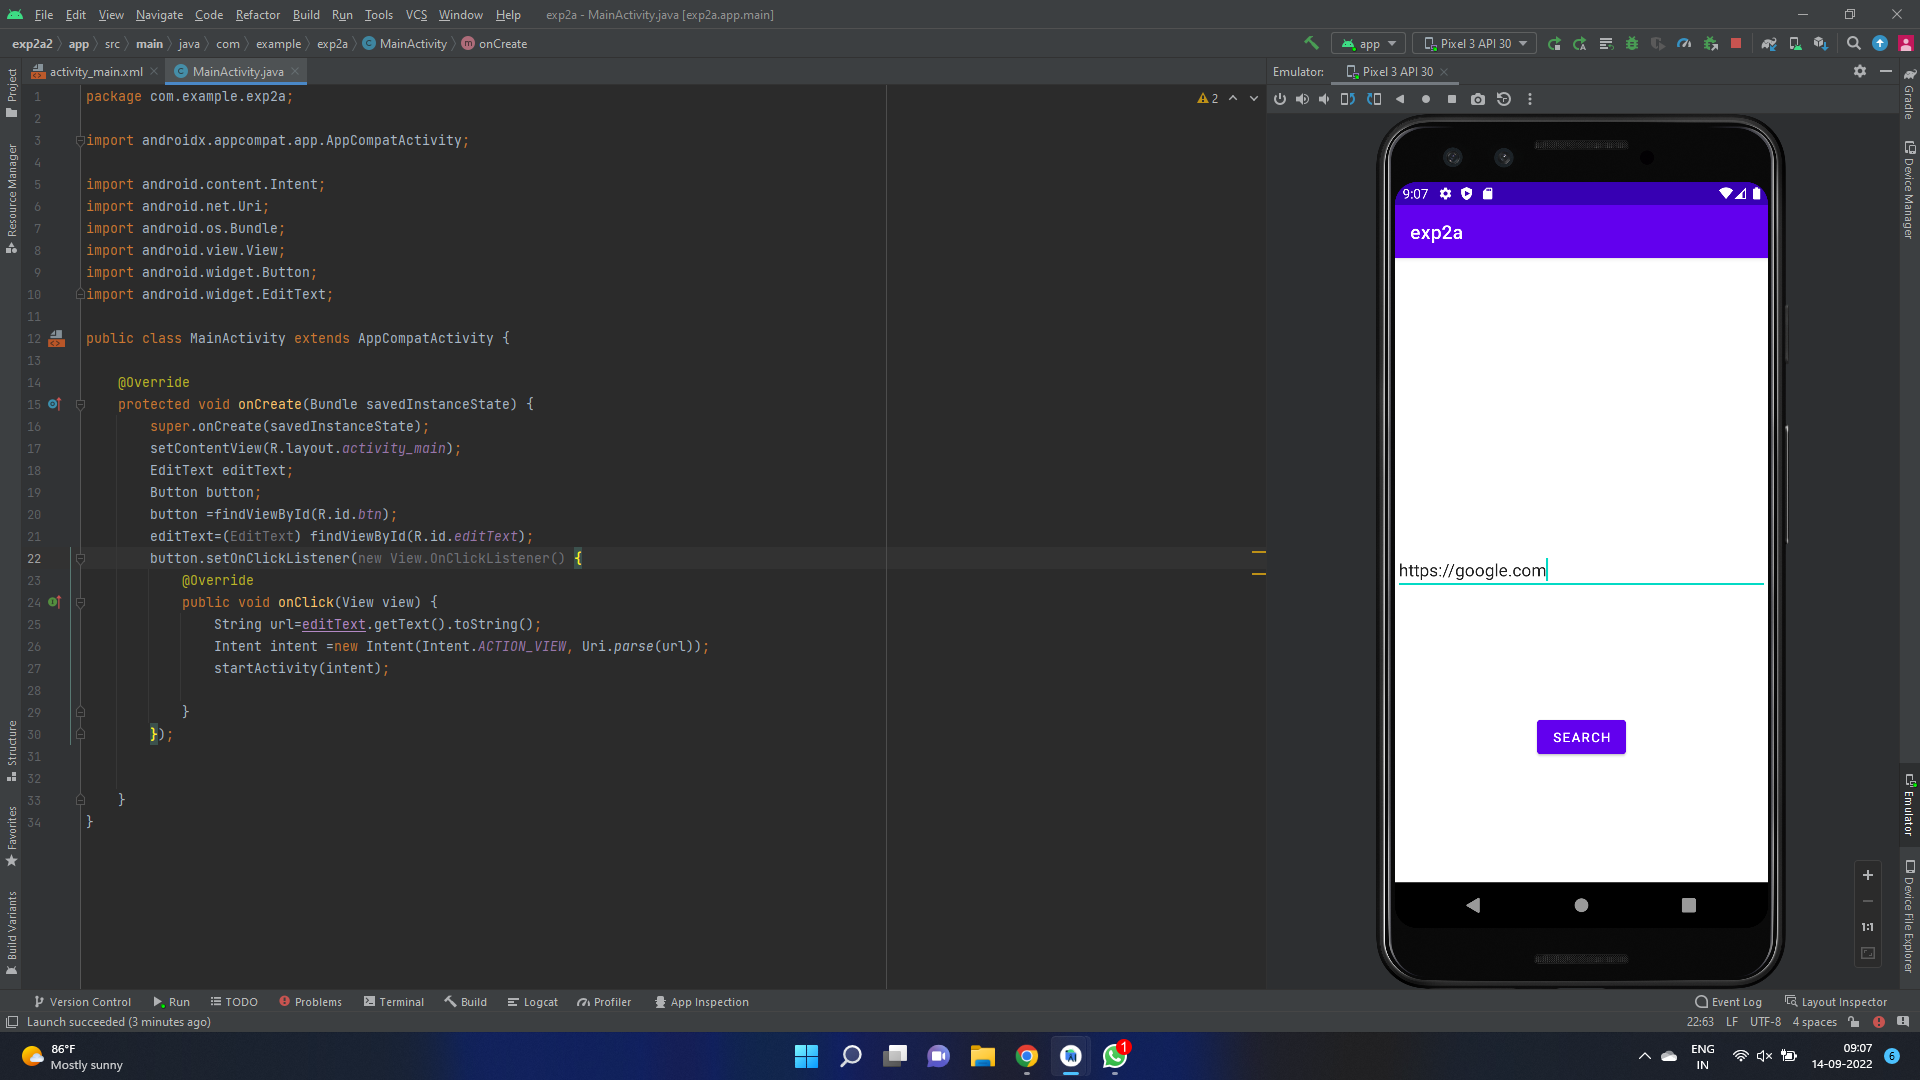 File Edit View Navigate Code Refactor Build Run Tools VCS Window Help exp2a - MainActivity.java [exp2a.app.main]
exp2a2 app src main java com example exp2a MainActivity onCreate
app Pixel 3 API 30
activity_main.xml MainActivity.java
Emulator: Pixel 3 API 30
2
Project
Resource Manager
Structure
Favorites
Build Variants
1 package com.example.exp2a;
2
3 import androidx.appcompat.app.AppCompatActivity;
4
5 import android.content.Intent;
6 import android.net.Uri;
7 import android.os.Bundle;
8 import android.view.View;
9 import android.widget.Button;
10 import android.widget.EditText;
11
12 public class MainActivity extends AppCompatActivity {
13
14 @Override
15 protected void onCreate(Bundle savedInstanceState) {
16 super.onCreate(savedInstanceState);
17 setContentView(R.layout.activity_main);
18 EditText editText;
19 Button button;
20 button =findViewById(R.id.btn);
21 editText=(EditText) findViewById(R.id.editText);
22 button.setOnClickListener(new View.OnClickListener() {
23 @Override
24 public void onClick(View view) {
25 String url=editText.getText().toString();
26 Intent intent =new Intent(Intent.ACTION_VIEW, Uri.parse(url));
27 startActivity(intent);
28
29 }
30 });
31
32
33 }
34 }
9:07
exp2a
https://google.com
SEARCH
1:1
Gradle
Device Manager
Emulator
Device File Explorer
Version Control Run TODO Problems Terminal Build Logcat Profiler App Inspection Event Log Layout Inspector
Launch succeeded (3 minutes ago) 22:63 LF UTF-8 4 spaces
86°F
Mostly sunny
1
ENG
IN
09:07
14-09-2022
6